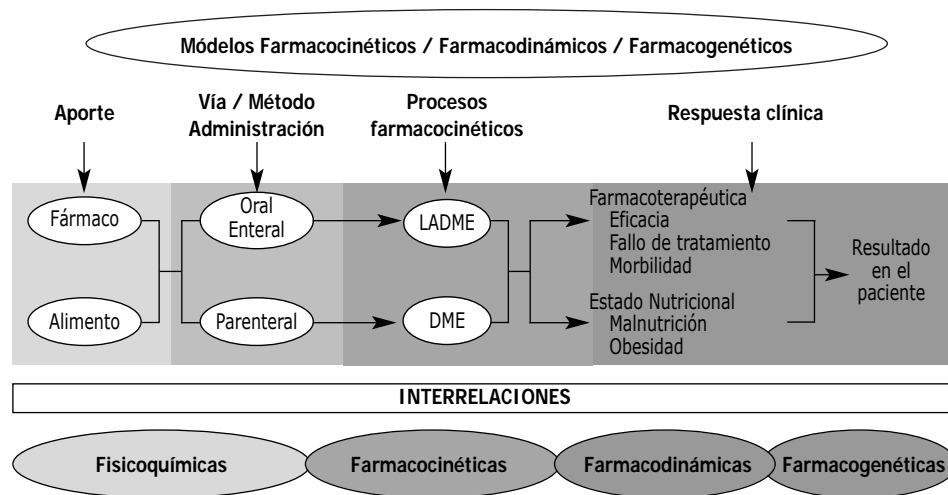 Módelos Farmacocinéticos / Farmacodinámicos / Farmacogenéticos
Aporte
Vía / Método
Administración
Procesos
farmacocinéticos
Respuesta clínica
Fármaco
Alimento
Oral
Enteral
Parenteral
LADME
DME
Farmacoterapéutica
Eficacia
Fallo de tratamiento
Morbilidad
Estado Nutricional
Malnutrición
Obesidad
Resultado
en el
paciente
INTERRELACIONES
Fisicoquímicas
Farmacocinéticas
Farmacodinámicas
Farmacogenéticas